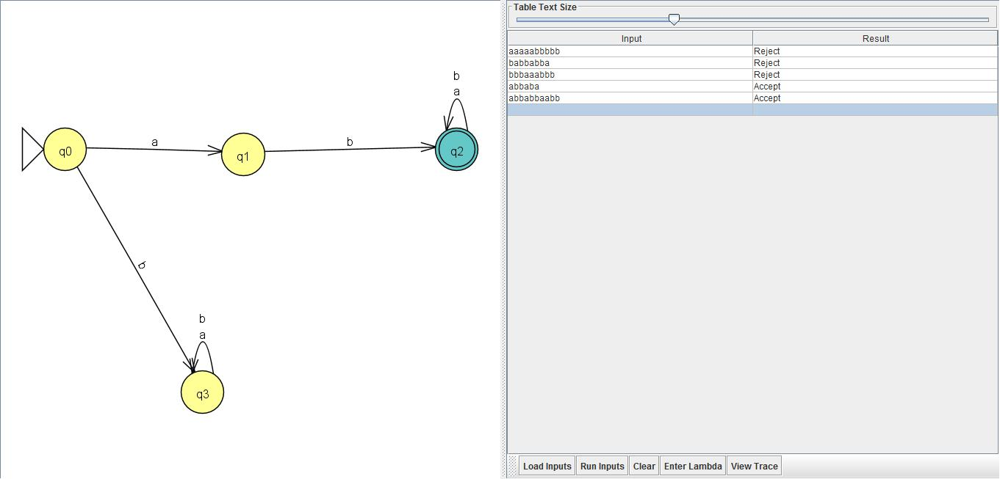 Table Text Size
Input Result
aaaaabbbbb Reject
babbabba Reject
bbbaaabbb Reject
abbaba Accept
abbabbaabb Accept
b
a
q0
a
q1
b
q2
b
b
a
q3
Load Inputs Run Inputs Clear Enter Lambda View Trace